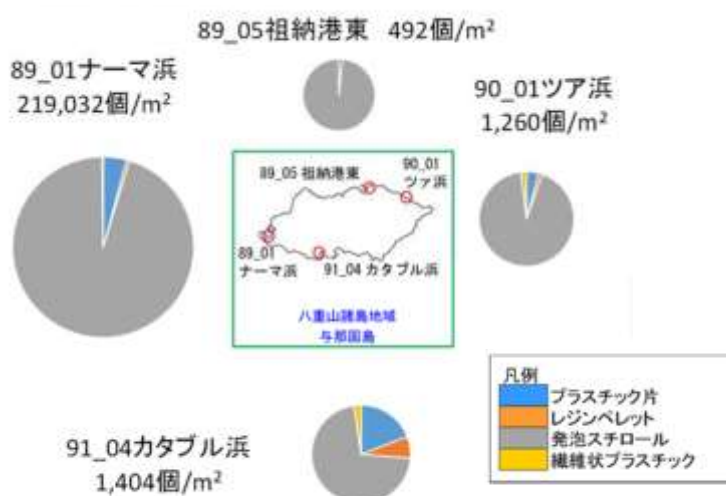 89_05祖納港東 492個/m²
89_01ナーマ浜
219,032個/m²
90_01ツア浜
1,260個/m²
89_05 祖納港東
90_01
ツァ浜
89_01
ナーマ浜
91_04 カタブル浜
八重山諸島地域
与那国島
91_04カタブル浜
1,404個/m²
凡例
プラスチック片
レジンペレット
発泡スチロール
繊維状プラスチック